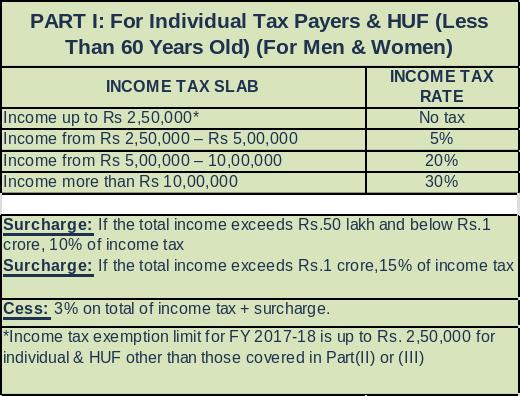 PART I: For Individual Tax Payers & HUF (Less
Than 60 Years Old) (For Men & Women)
INCOME TAX SLAB
INCOME TAX
RATE
Income up to Rs 2,50,000*
No tax
Income from Rs 2,50,000 – Rs 5,00,000
5%
Income from Rs 5,00,000 – 10,00,000
20%
Income more than Rs 10,00,000
30%
Surcharge: If the total income exceeds Rs.50 lakh and below Rs.1
crore, 10% of income tax
Surcharge: If the total income exceeds Rs.1 crore,15% of income tax
Cess: 3% on total of income tax + surcharge.
*Income tax exemption limit for FY 2017-18 is up to Rs. 2,50,000 for
individual & HUF other than those covered in Part(II) or (III)